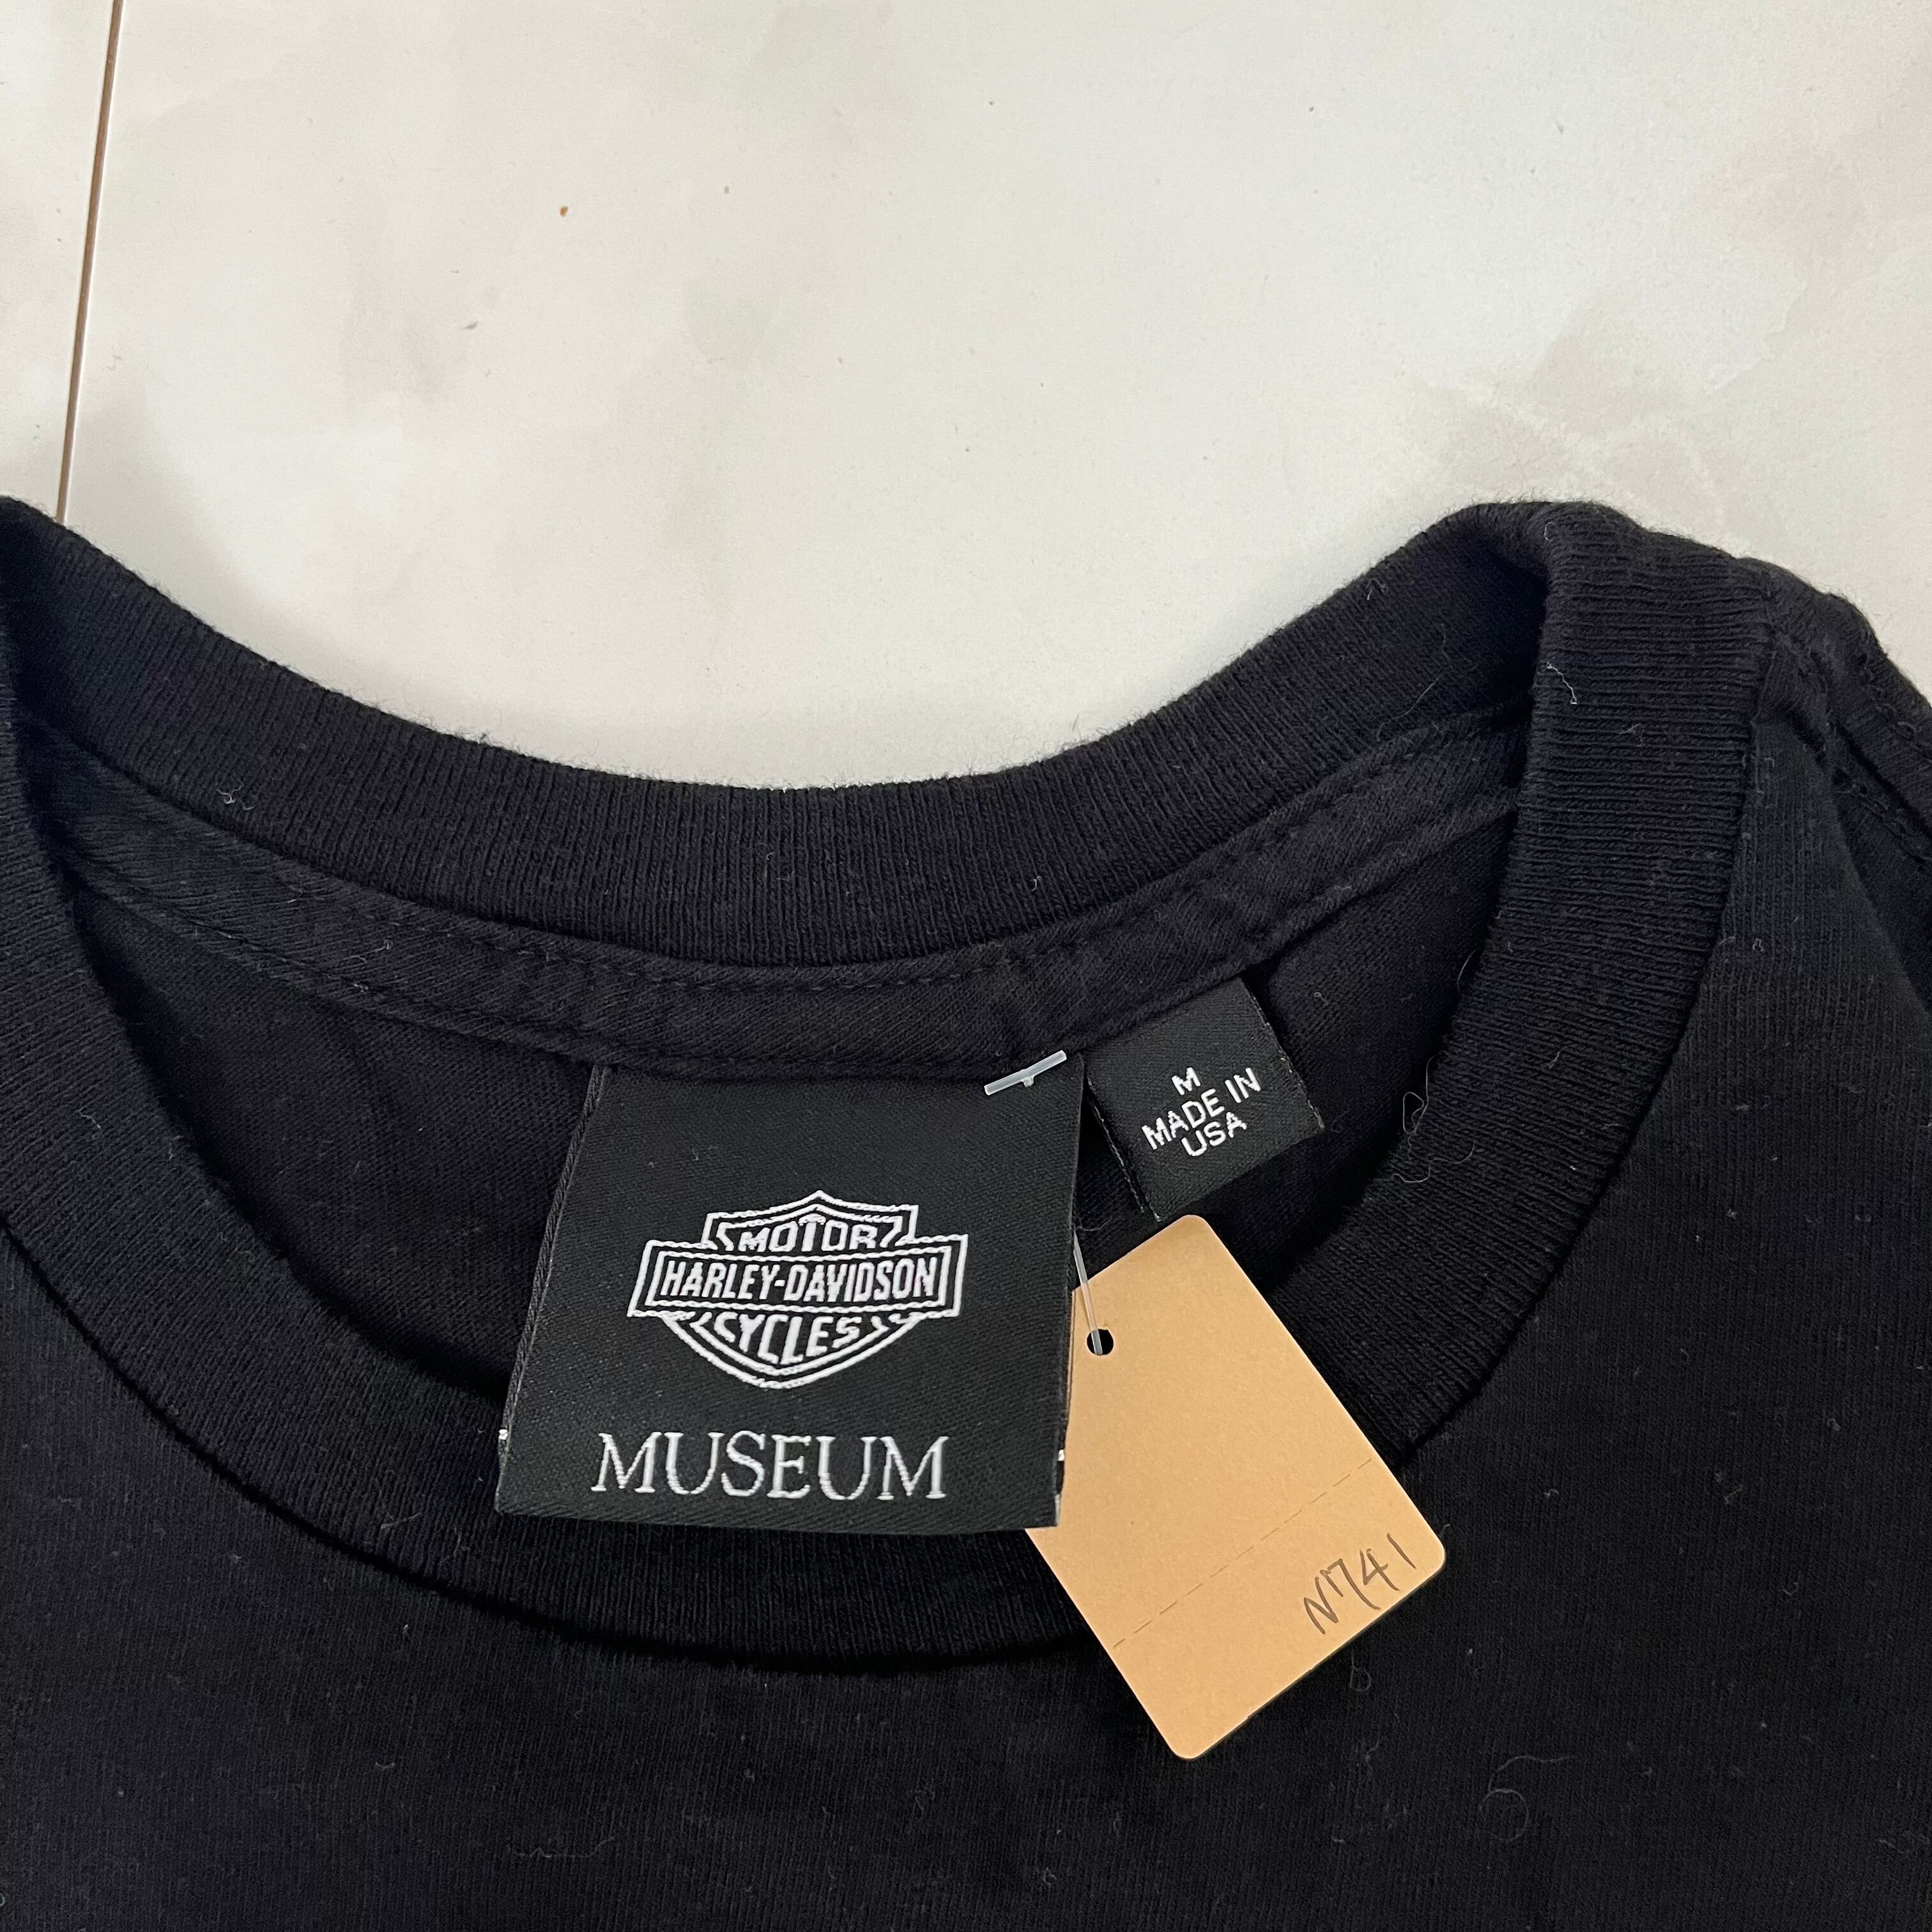 M
MADE IN
USA
MOTOR
HARLEY-DAVIDSON
CYCLES
MUSEUM
N741